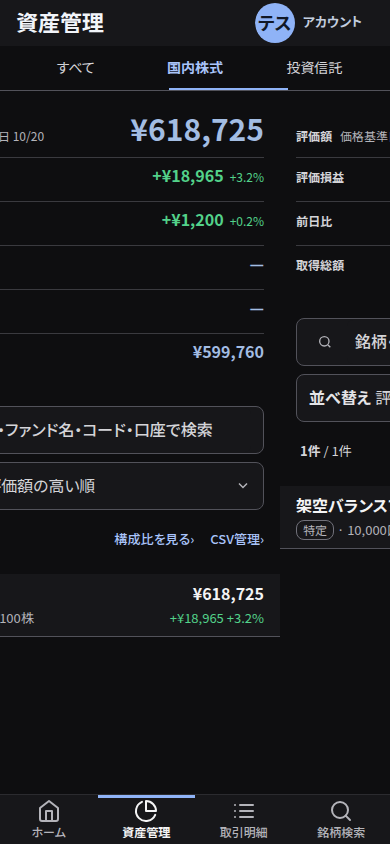 資産管理
テス アカウント
すべて 国内株式 投資信託
日 10/20 ¥618,725
+¥18,965 +3.2%
+¥1,200 +0.2%
—
—
¥599,760
・ファンド名・コード・口座で検索
価額の高い順
構成比を見る› CSV管理›
¥618,725
100株 +¥18,965 +3.2%
評価額 価格基準
評価損益
前日比
取得総額
銘柄・
並べ替え 評
1件 / 1件
架空バランス
特定 · 10,000
ホーム 資産管理 取引明細 銘柄検索